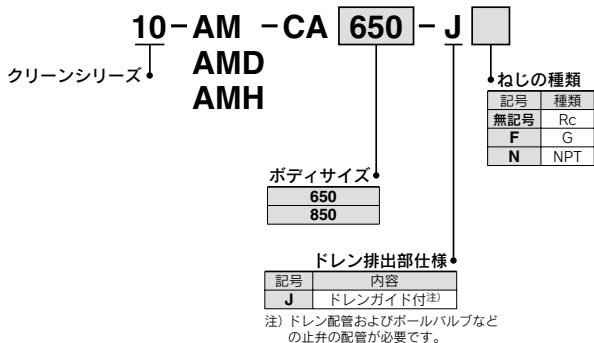 10-AM -CA 650 - J
AMD
AMH
クリーンシリーズ
ねじの種類
記号 種類
無記号 Rc
F G
N NPT
ボディサイズ
650
850
ドレン排出部仕様
記号 内容
J ドレンガイド付注)
注) ドレン配管およびボールバルブなど
の止弁の配管が必要です。